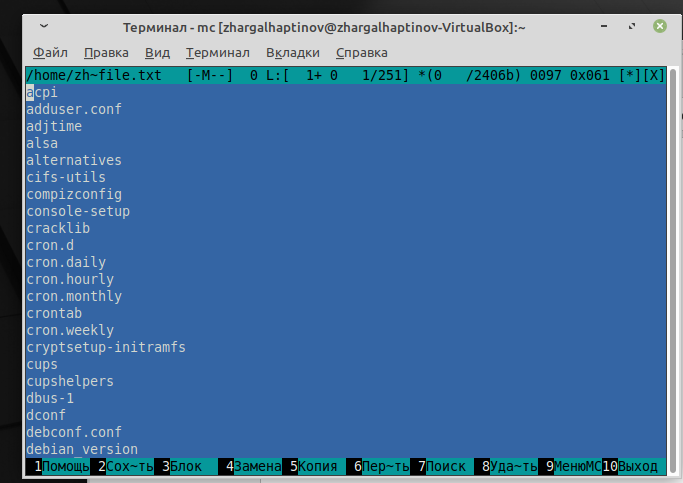 Терминал - mc [zhargalhaptinov@zhargalhaptinov-VirtualBox]:~
Файл Правка Вид Терминал Вкладки Справка
/home/zh~file.txt [-M--] 0 L:[ 1+ 0 1/251] *(0 /2406b) 0097 0x061 [*][X]
acpi
adduser.conf
adjtime
alsa
alternatives
cifs-utils
compizconfig
console-setup
cracklib
cron.d
cron.daily
cron.hourly
cron.monthly
crontab
cron.weekly
cryptsetup-initramfs
cups
cupshelpers
dbus-1
dconf
debconf.conf
debian_version
1Помощь 2Сох~ть 3Блок 4Замена 5Копия 6Пер~ть 7Поиск 8Уда~ть 9МенюMC 10Выход